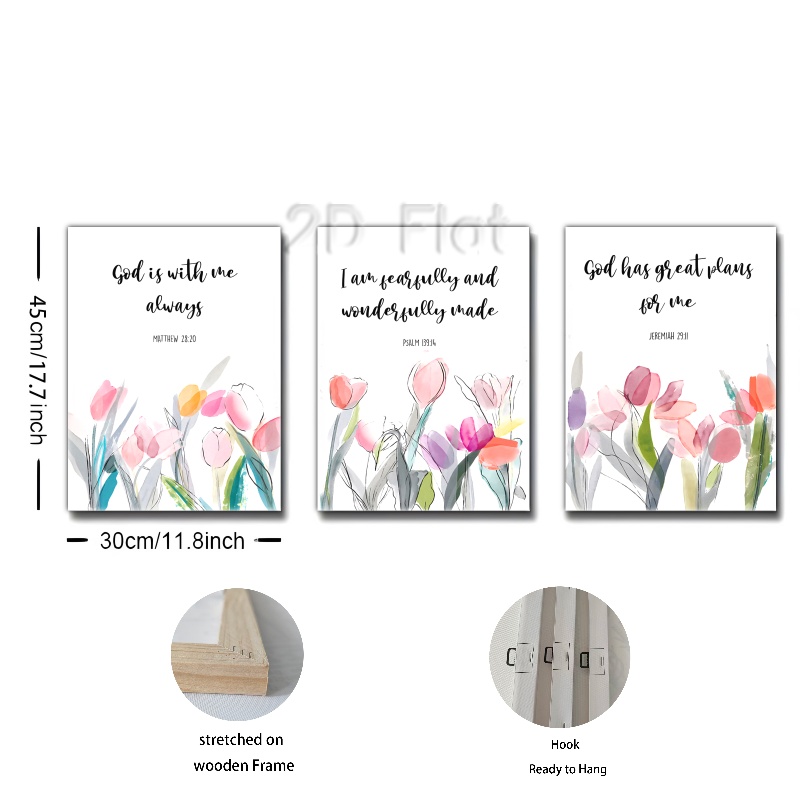 2D Flat
God is with me
always
MATTHEW 28:20
I am fearfully and
wonderfully made
PSALM 139:14
God has great plans
for me
JEREMIAH 29:11
45cm/17.7inch
30cm/11.8inch
stretched on
wooden Frame
Hook
Ready to Hang